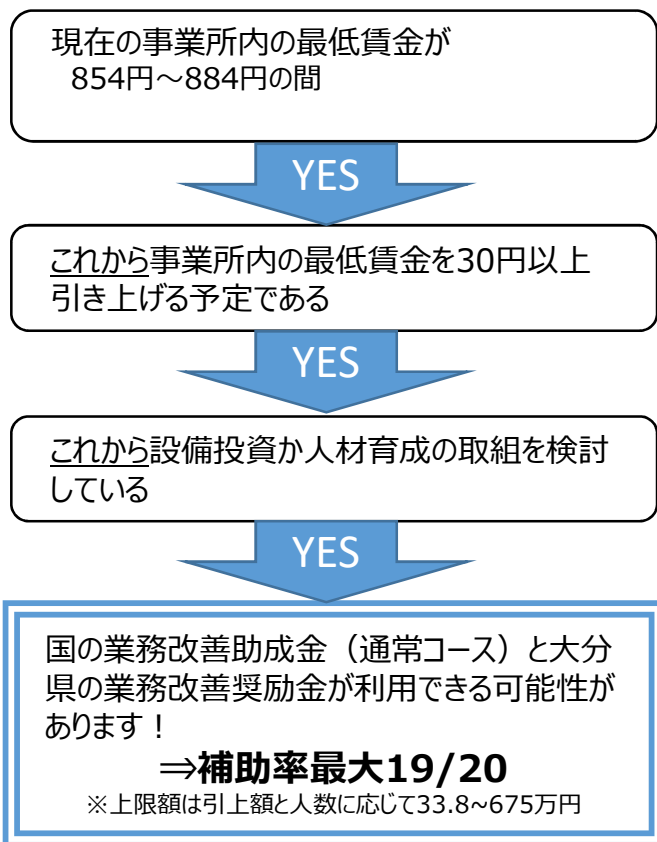 現在の事業所内の最低賃金が
854円～884円の間
YES
これから事業所内の最低賃金を30円以上
引き上げる予定である
YES
これから設備投資か人材育成の取組を検討
している
YES
国の業務改善助成金（通常コース）と大分
県の業務改善奨励金が利用できる可能性が
あります！
⇒補助率最大19/20
※上限額は引上額と人数に応じて33.8~675万円